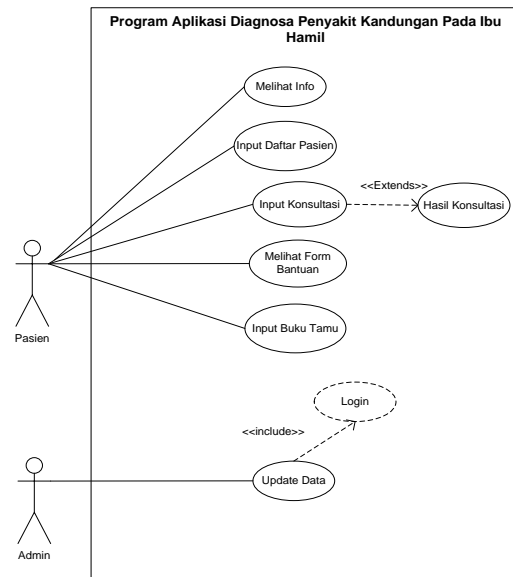 Program Aplikasi Diagnosa Penyakit Kandungan Pada Ibu
Hamil
Melihat Info
Input Daftar Pasien
<<Extends>>
Input Konsultasi
Hasil Konsultasi
Melihat Form
Bantuan
Pasien
Input Buku Tamu
Login
<<include>>
Update Data
Admin